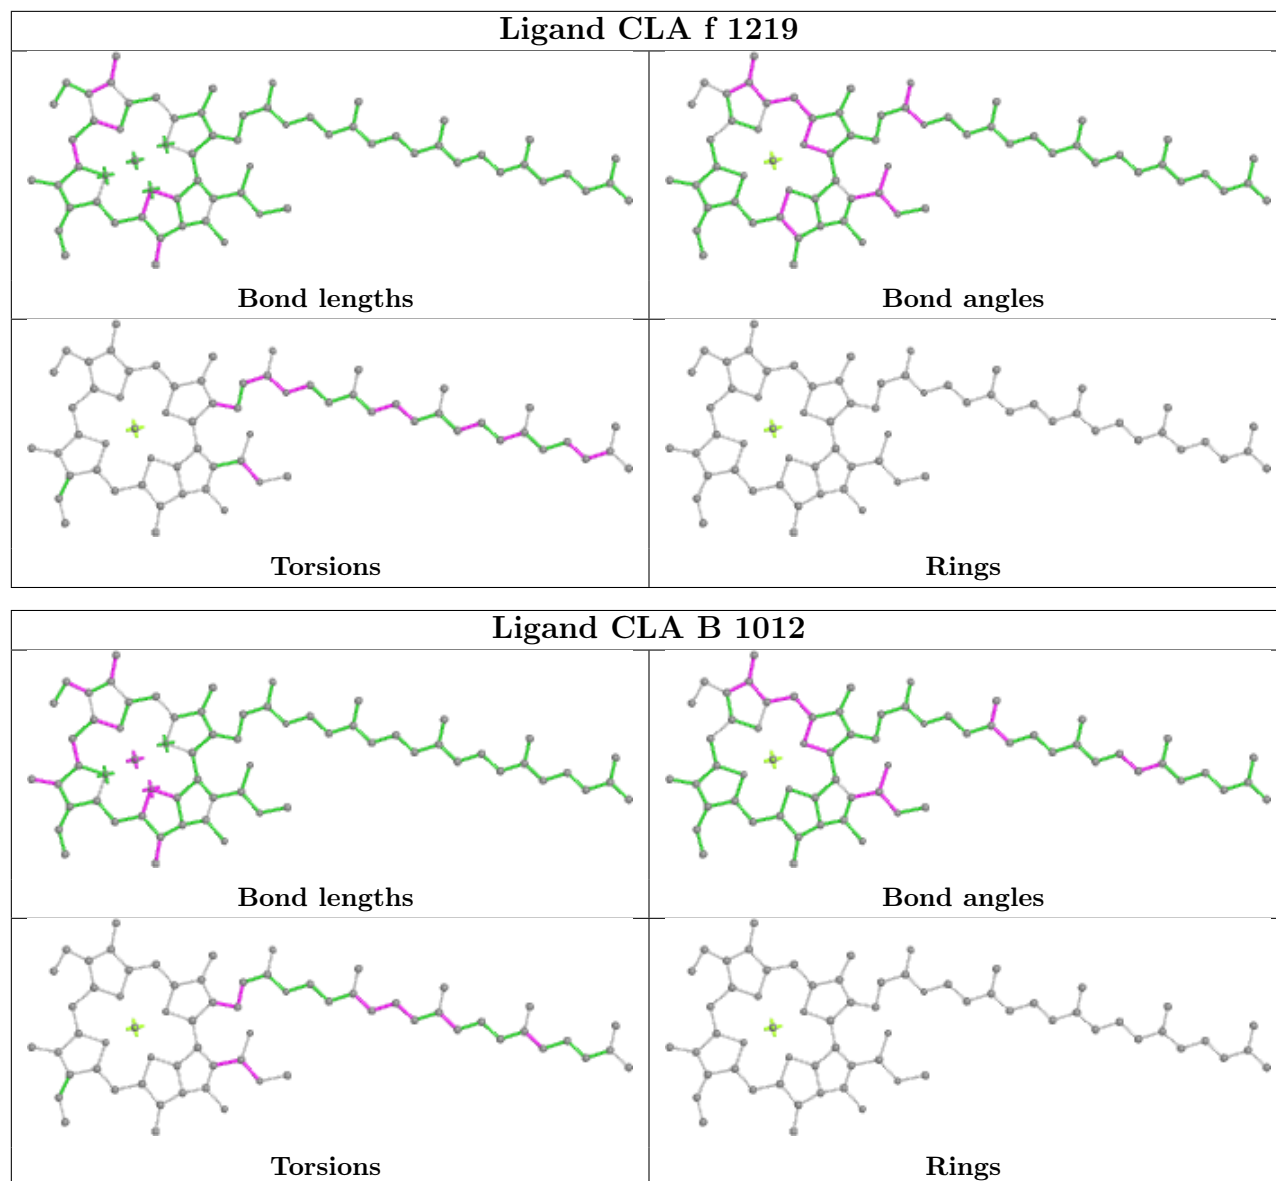 Ligand CLA f 1219
Bond lengths
Bond angles
Torsions
Rings
Ligand CLA B 1012
Bond lengths
Bond angles
Torsions
Rings